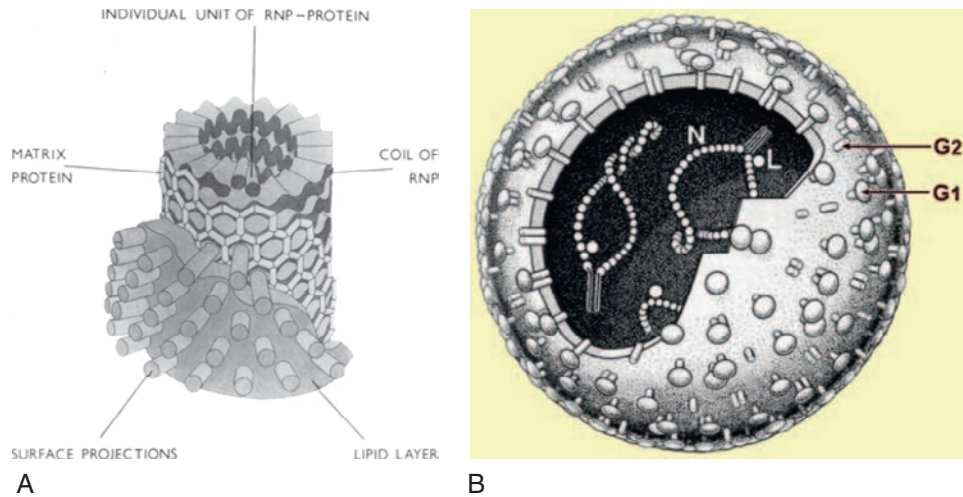 INDIVIDUAL UNIT OF RNP-PROTEIN
MATRIX
PROTEIN
COIL OF
RNP
SURFACE PROJECTIONS
LIPID LAYER
A
N
L
G2
G1
B